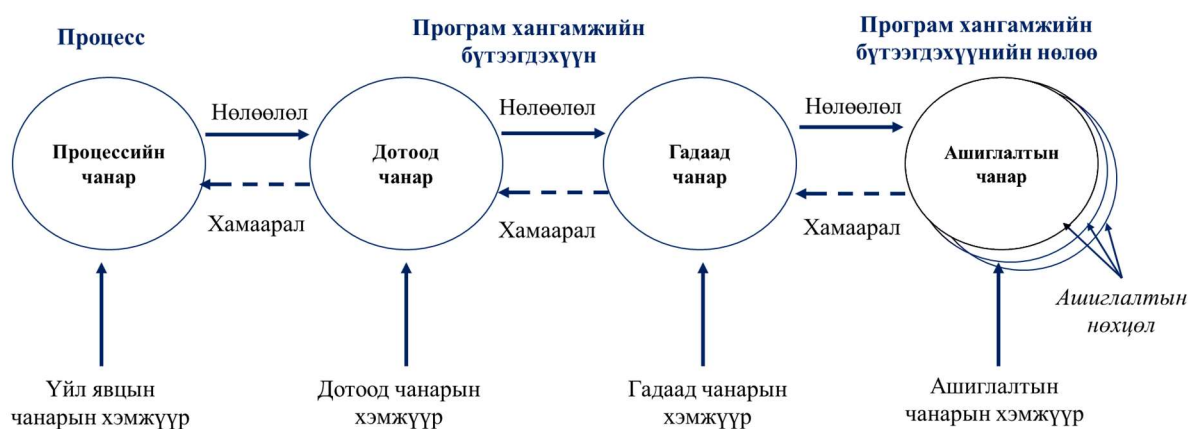 Процесс
Програм хангамжийн
бүтээгдэхүүн
Програм хангамжийн
бүтээгдэхүүнийн нөлөө
Процессийн
чанар
Нөлөөлөл
Хамаарал
Дотоод
чанар
Нөлөөлөл
Хамаарал
Гадаад
чанар
Нөлөөлөл
Хамаарал
Ашиглалтын
чанар
Ашиглалтын
нөхцөл
Үйл явцын
чанарын хэмжүүр
Дотоод чанарын
хэмжүүр
Гадаад чанарын
хэмжүүр
Ашиглалтын
чанарын хэмжүүр